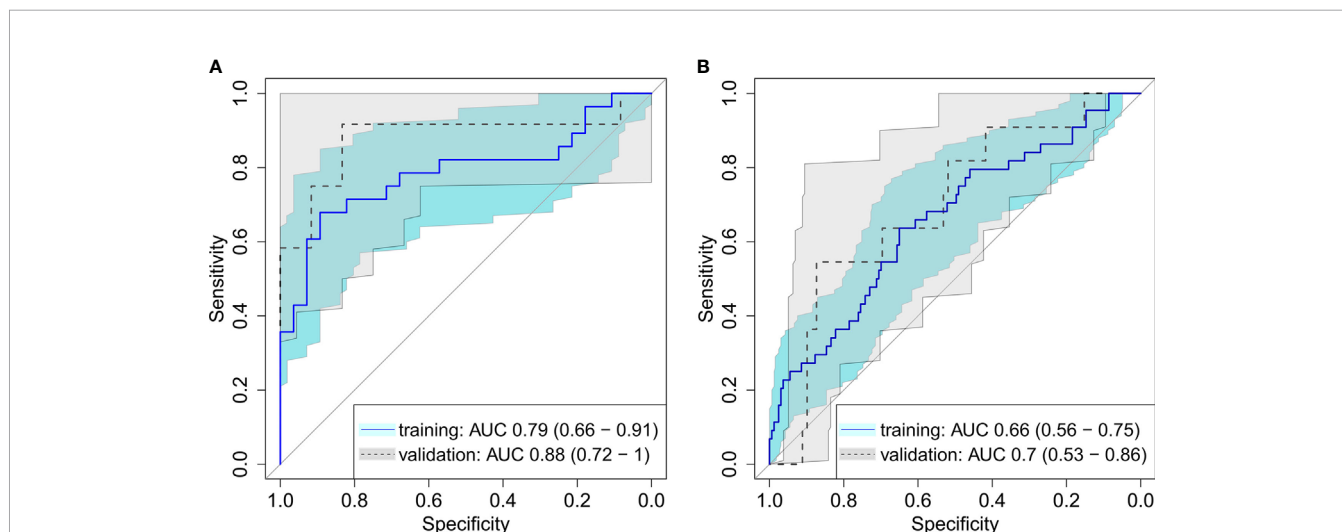 A
B
1.0
0.8
0.6
0.4
0.2
0.0
Sensitivity
training: AUC 0.79 (0.66 − 0.91)
validation: AUC 0.88 (0.72 − 1)
1.0 0.8 0.6 0.4 0.2 0.0
Specificity
1.0
0.8
0.6
0.4
0.2
0.0
Sensitivity
training: AUC 0.66 (0.56 − 0.75)
validation: AUC 0.7 (0.53 − 0.86)
1.0 0.8 0.6 0.4 0.2 0.0
Specificity